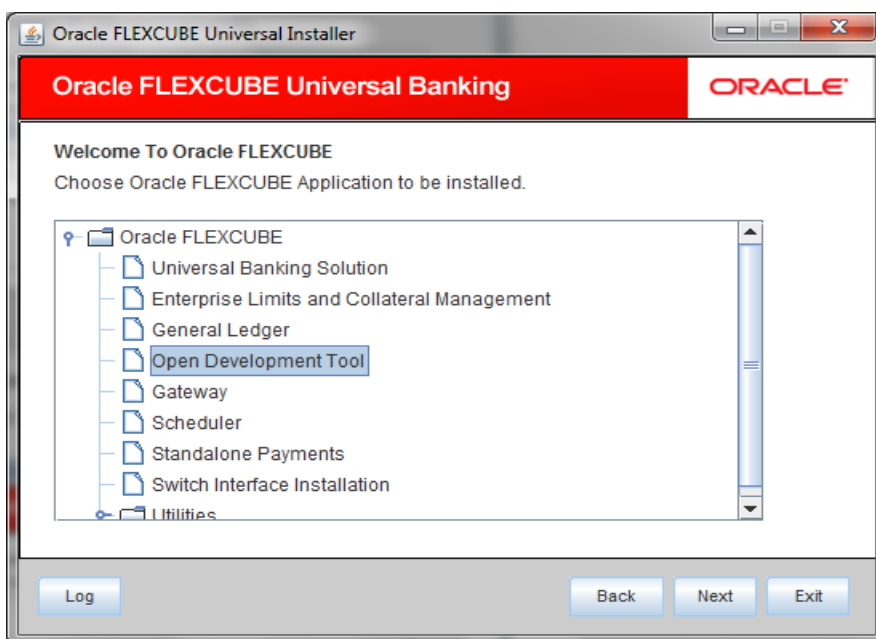 Oracle FLEXCUBE Universal Installer
Oracle FLEXCUBE Universal Banking
ORACLE
Welcome To Oracle FLEXCUBE
Choose Oracle FLEXCUBE Application to be installed.
Oracle FLEXCUBE
Universal Banking Solution
Enterprise Limits and Collateral Management
General Ledger
Open Development Tool
Gateway
Scheduler
Standalone Payments
Switch Interface Installation
Utilities
Log Back Next Exit